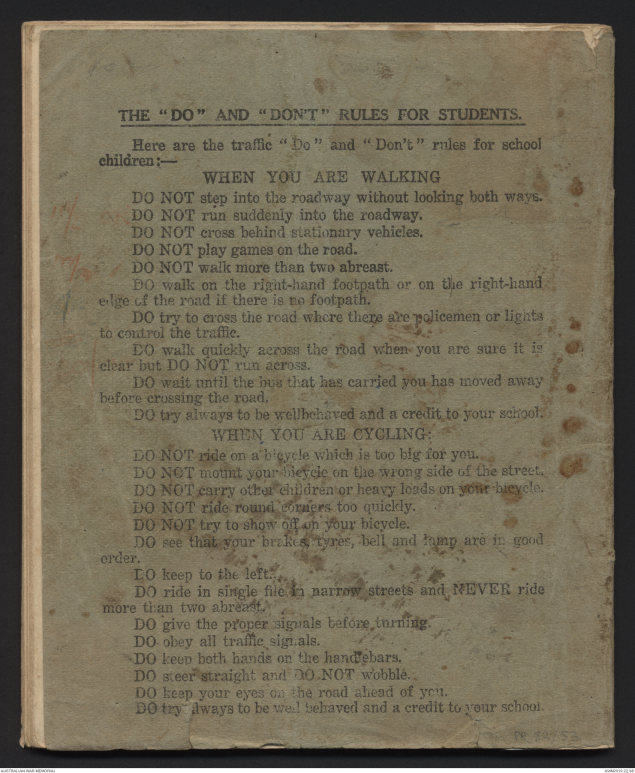 THE "DO" AND "DON'T" RULES FOR STUDENTS.
Here are the traffic "Do" and "Don't" rules for school
children:—
WHEN YOU ARE WALKING
DO NOT step into the roadway without looking both ways.
DO NOT run suddenly into the roadway.
DO NOT cross behind stationary vehicles.
DO NOT play games on the road.
DO NOT walk more than two abreast.
DO walk on the right-hand footpath or on the right-hand
edge of the road if there is no footpath.
DO try to cross the road where there are policemen or lights
to control the traffic.
DO walk quickly across the road when you are sure it is
clear but DO NOT run across.
DO wait until the bus that has carried you has moved away
before crossing the road.
DO try always to be wellbehaved and a credit to your school.
WHEN YOU ARE CYCLING:
DO NOT ride on a bicycle which is too big for you.
DO NOT mount your bicycle on the wrong side of the street.
DO NOT carry other children or heavy loads on your bicycle.
DO NOT ride round corners too quickly.
DO NOT try to show off on your bicycle.
DO see that your brakes, tyres, bell and lamp are in good
order.
DO keep to the left.
DO ride in single file in narrow streets and NEVER ride
more than two abreast.
DO give the proper signals before turning.
DO obey all traffic signals.
DO keep both hands on the handlebars.
DO steer straight and DO NOT wobble.
DO keep your eyes on the road ahead of you.
DO try always to be well behaved and a credit to your school.
AUSTRALIAN WAR MEMORIAL